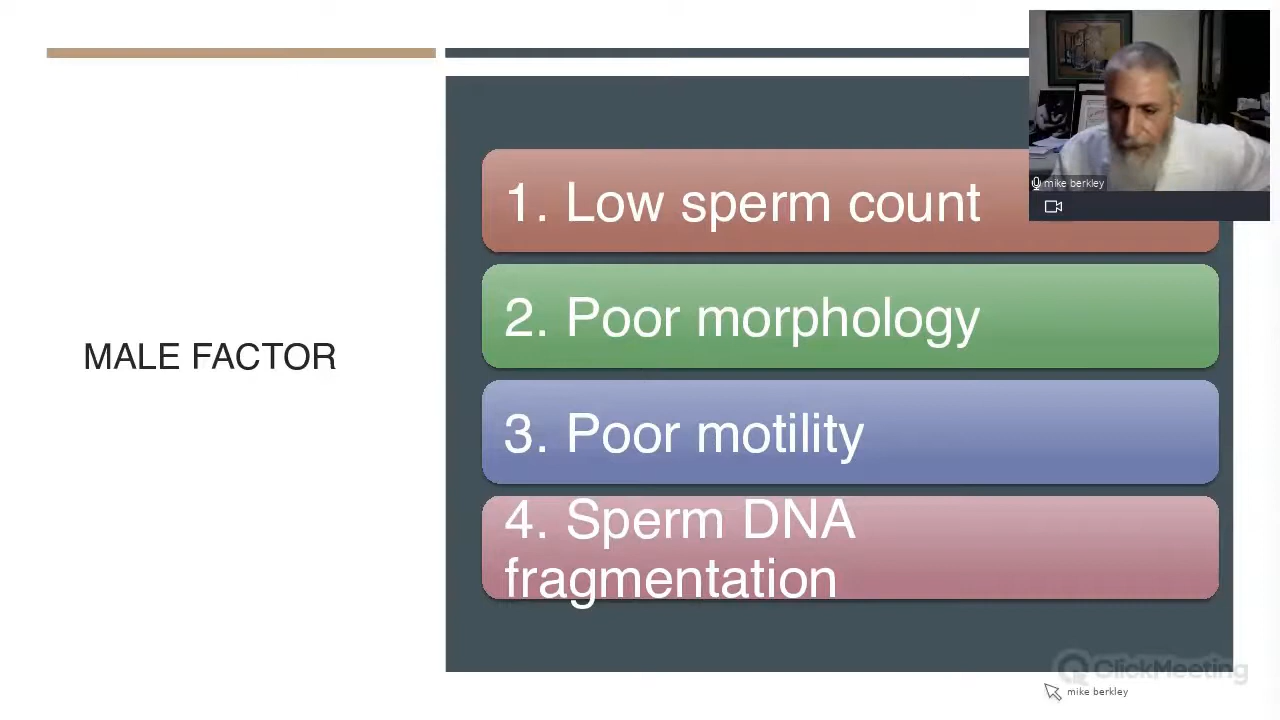 MALE FACTOR
1. Low sperm count
2. Poor morphology
3. Poor motility
4. Sperm DNA
fragmentation
mike berkley
ClickMeeting
mike berkley